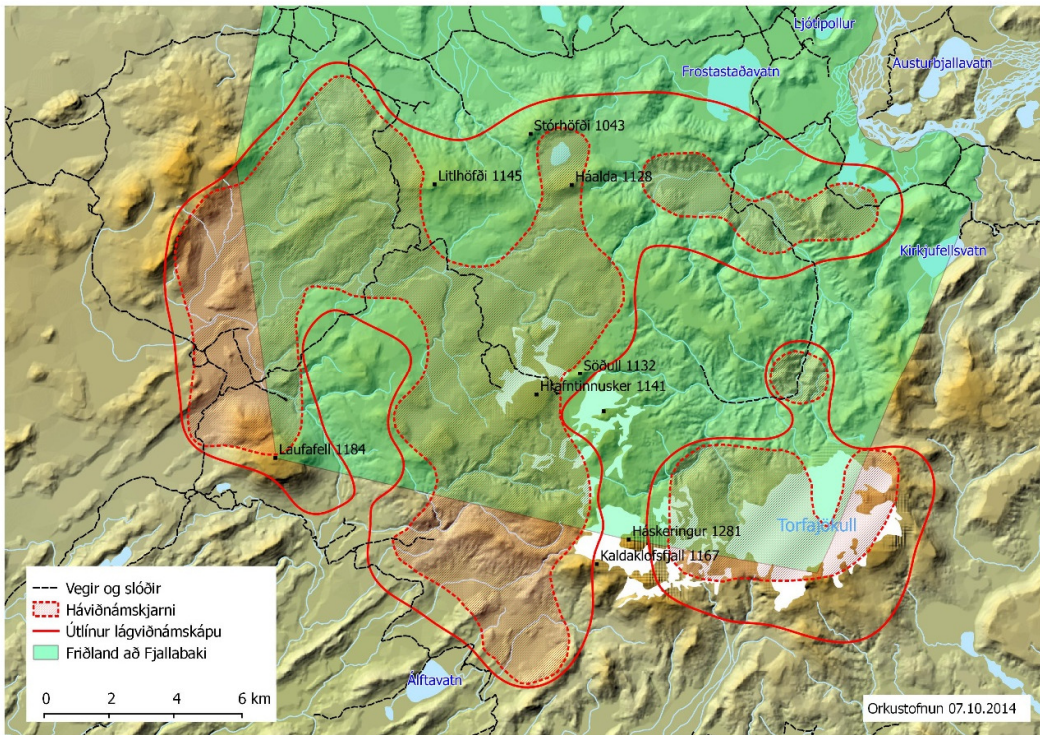 Ljótipollur
Austurbjallavatn
Frostastaðavatn
Stórhöfði 1043
Litlhöfði 1145
Háalda 1128
Kirkjufellsvatn
Söðull 1132
Hrafntinnusker 1141
Laufafell 1184
Torfajökull
Háskeringur 1281
Kaldaklofsfjall 1167
Álftavatn
Vegir og slóðir
Háviðnámskjarni
Útlínur lágviðnámskápu
Friðland að Fjallabaki
0 2 4 6 km
Orkustofnun 07.10.2014